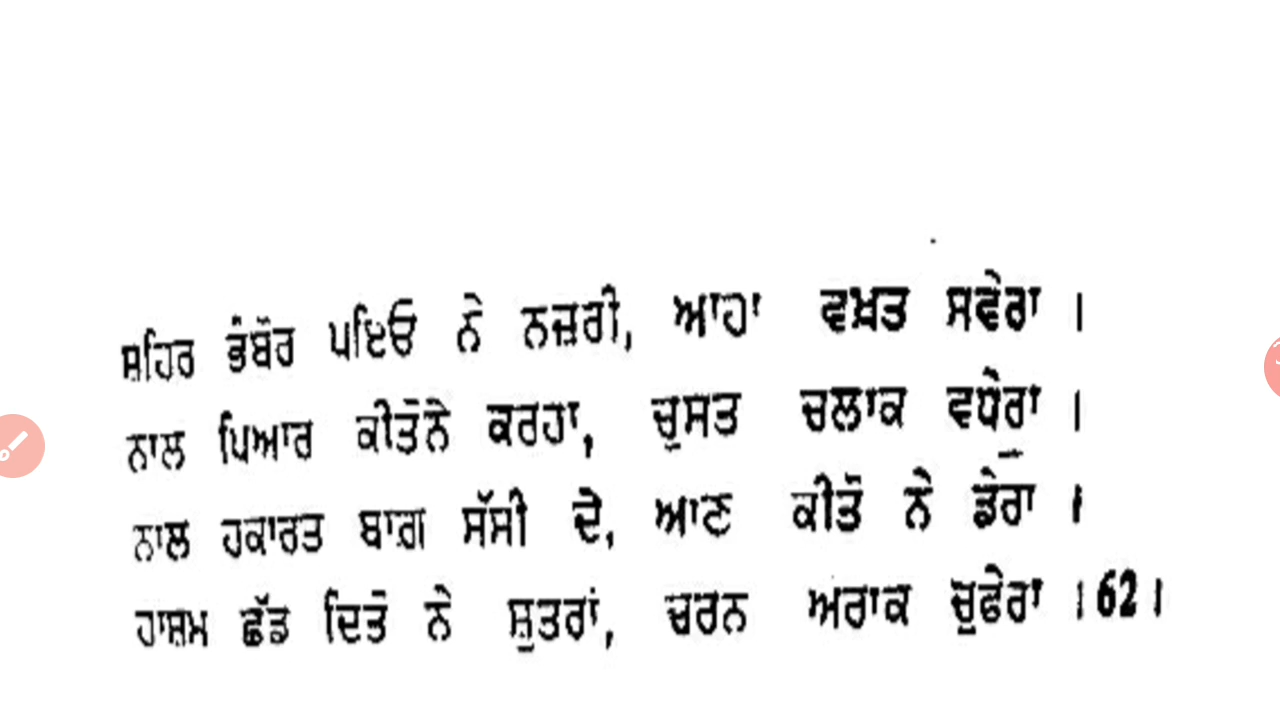 ਸ਼ਹਿਰ ਭੰਬੋਰ ਪਇਓ ਨੇ ਨਜ਼ਰੀ, ਆਹਾ ਵਖ਼ਤ ਸਵੇਰਾ ।
ਨਾਲ ਪਿਆਰ ਕੀਤੋਨੇ ਕਰਹਾ, ਚੁਸਤ ਚਲਾਕ ਵਧੇਰਾ ।
ਨਾਲ ਹਕਾਰਤ ਬਾਗ਼ ਸੱਸੀ ਦੇ, ਆਣ ਕੀਤੋ ਨੇ ਡੇਰਾ ।
ਹਾਸ਼ਮ ਛੱਡ ਦਿਤੋ ਨੇ ਸ਼ੁਤਰਾਂ, ਚਰਨ ਅਰਾਕ ਚੁਫੇਰਾ ।62।